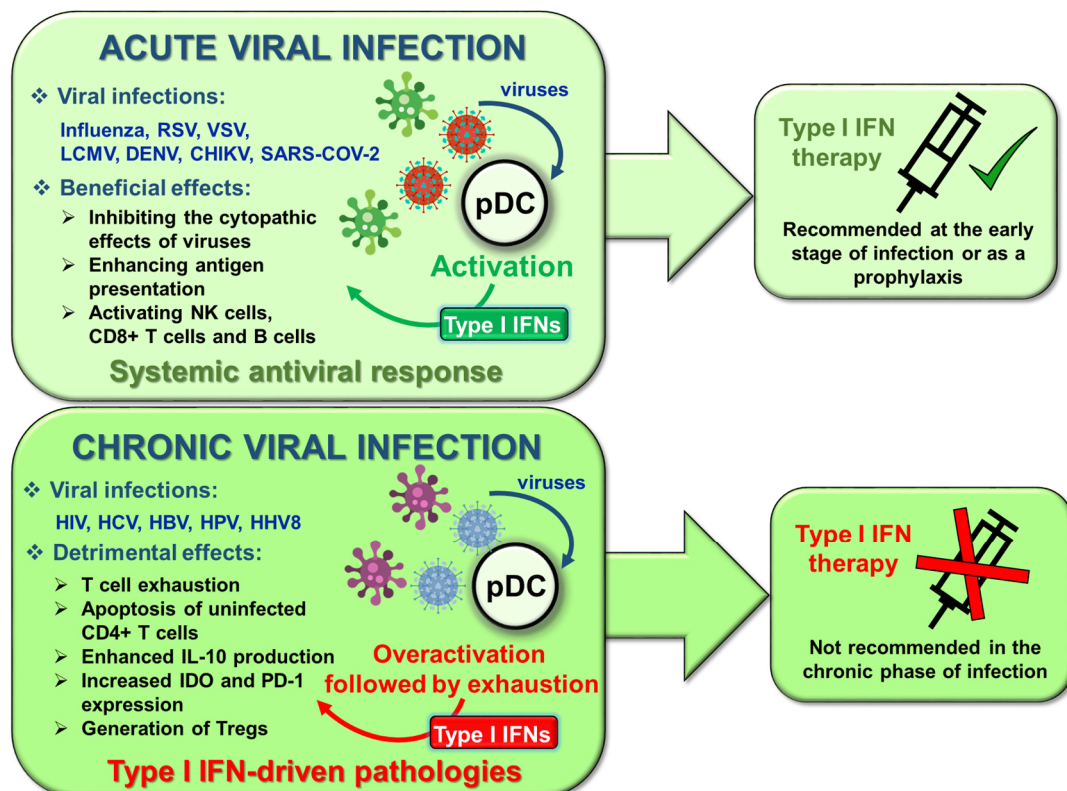 ACUTE VIRAL INFECTION
❖ Viral infections:
Influenza, RSV, VSV,
LCMV, DENV, CHIKV, SARS-COV-2
❖ Beneficial effects:
➢ Inhibiting the cytopathic
effects of viruses
➢ Enhancing antigen
presentation
➢ Activating NK cells,
CD8+ T cells and B cells
viruses
pDC
Activation
Type I IFNs
Systemic antiviral response
Type I IFN
therapy
Recommended at the early
stage of infection or as a
prophylaxis
CHRONIC VIRAL INFECTION
❖ Viral infections:
HIV, HCV, HBV, HPV, HHV8
❖ Detrimental effects:
➢ T cell exhaustion
➢ Apoptosis of uninfected
CD4+ T cells
➢ Enhanced IL-10 production
➢ Increased IDO and PD-1
expression
➢ Generation of Tregs
viruses
pDC
Overactivation
followed by exhaustion
Type I IFNs
Type I IFN-driven pathologies
Type I IFN
therapy
Not recommended in the
chronic phase of infection